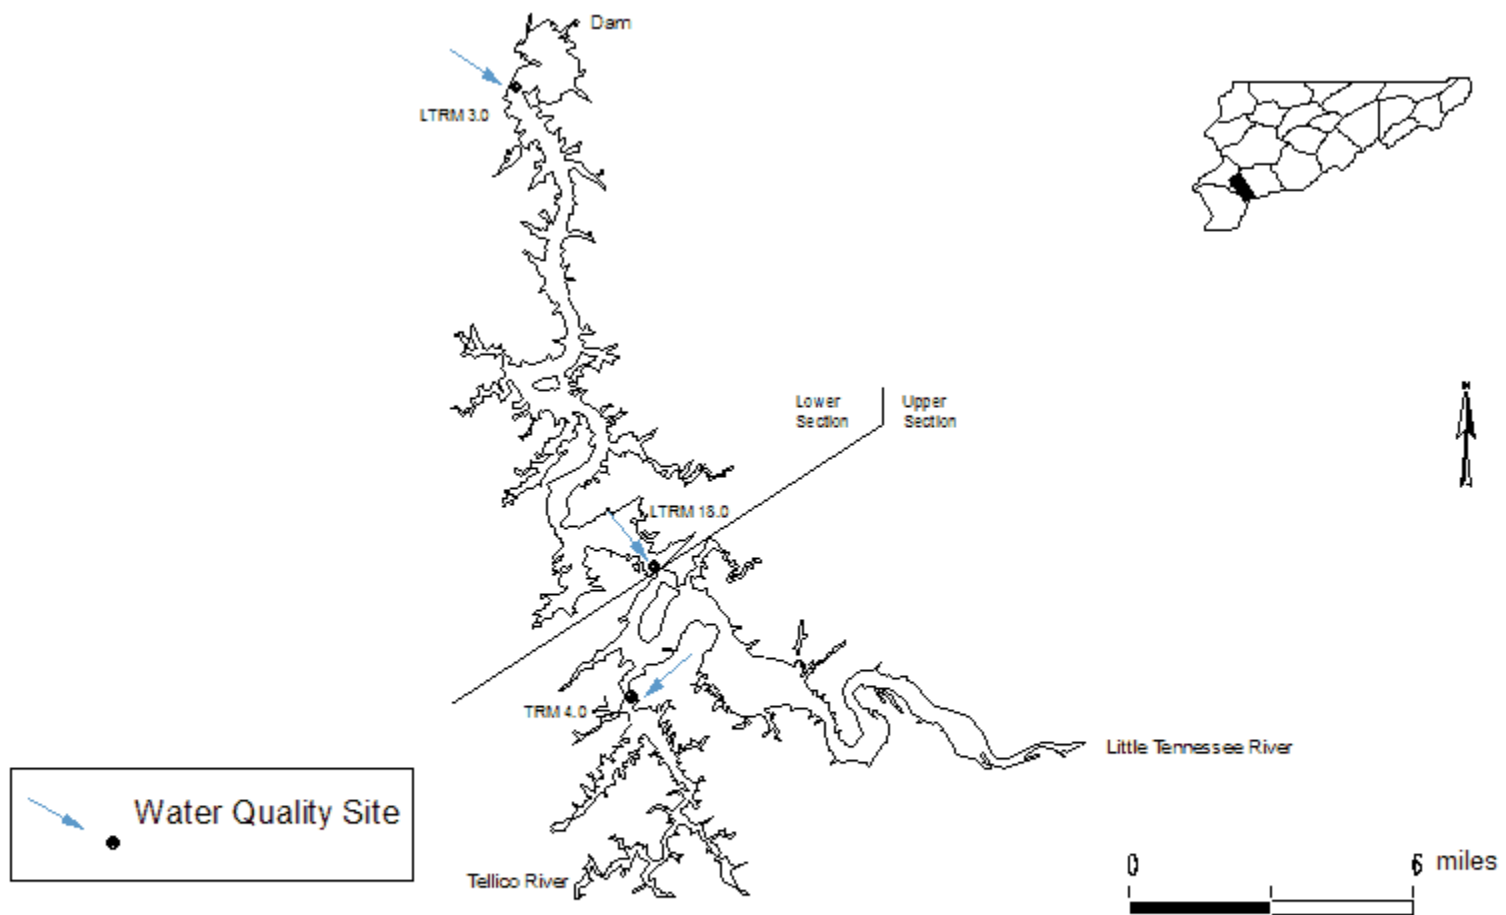 Dam
LTRM 3.0
Lower
Section
Upper
Section
LTRM 18.0
TRM 4.0
Little Tennessee River
Tellico River
Water Quality Site
N
0 6 miles